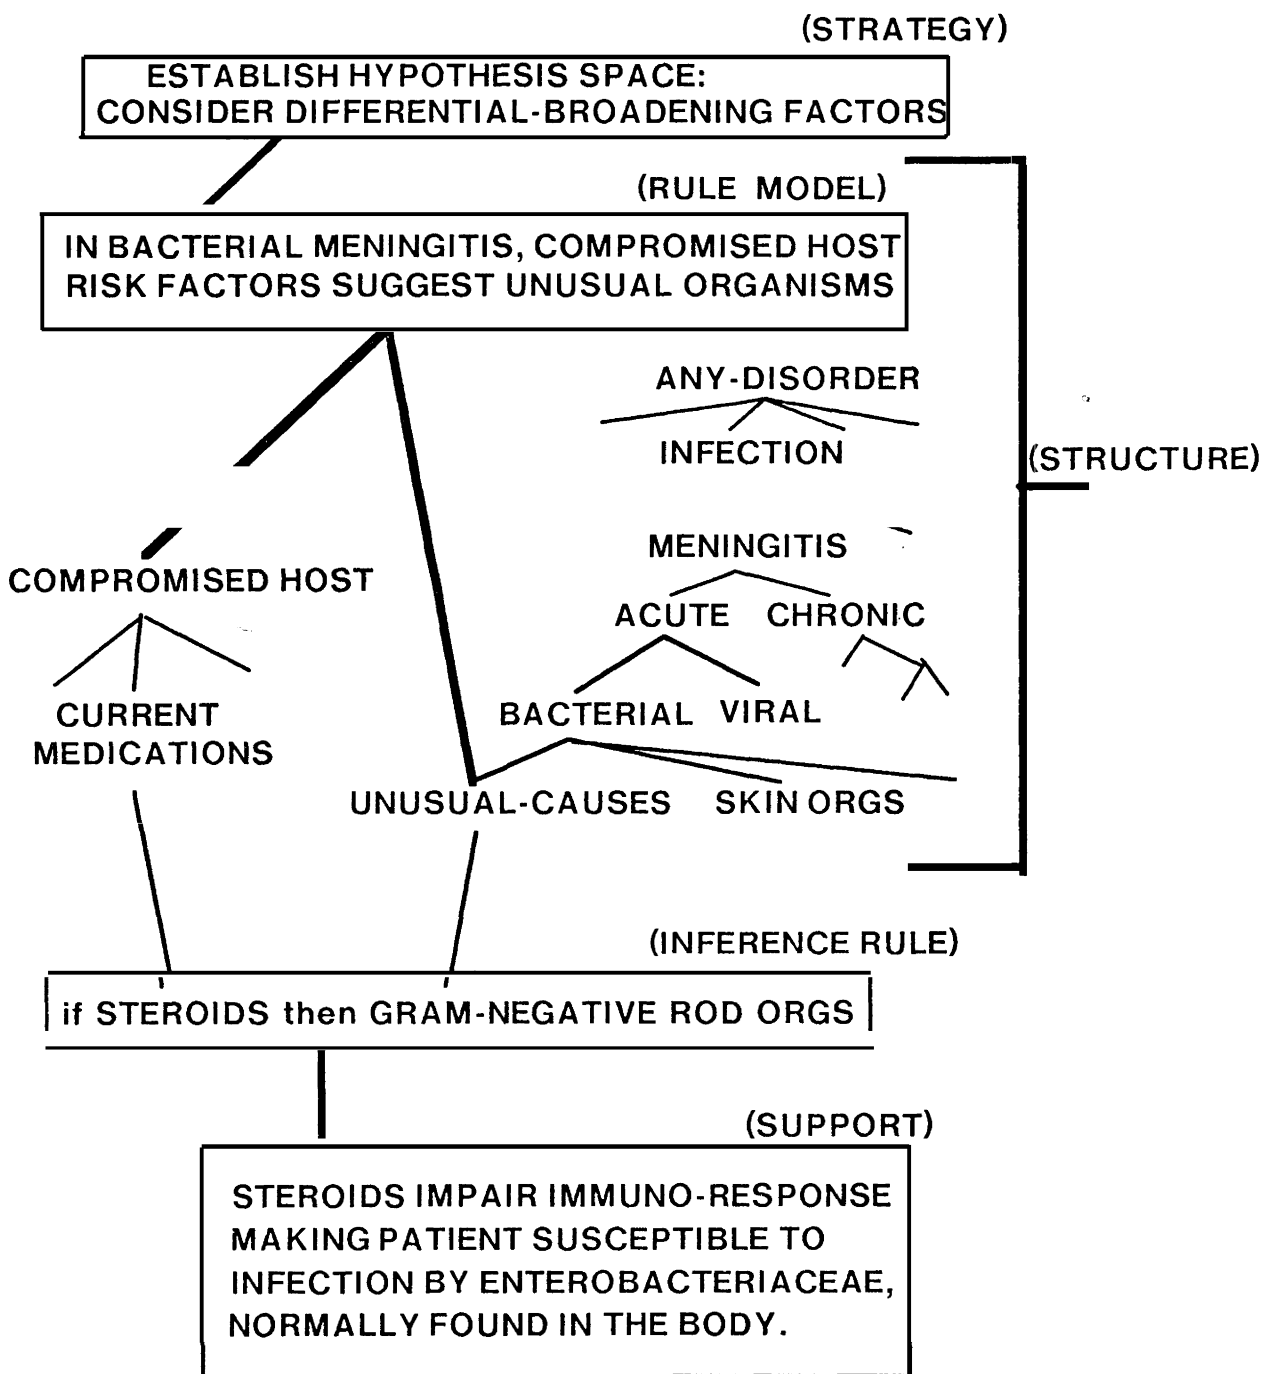 (STRATEGY)
ESTABLISH HYPOTHESIS SPACE:
CONSIDER DIFFERENTIAL-BROADENING FACTORS
(RULE MODEL)
IN BACTERIAL MENINGITIS, COMPROMISED HOST
RISK FACTORS SUGGEST UNUSUAL ORGANISMS
ANY-DISORDER
INFECTION
(STRUCTURE)
MENINGITIS
COMPROMISED HOST
ACUTE CHRONIC
CURRENT
MEDICATIONS
BACTERIAL VIRAL
UNUSUAL-CAUSES SKIN ORGS
(INFERENCE RULE)
if STEROIDS then GRAM-NEGATIVE ROD ORGS
(SUPPORT)
STEROIDS IMPAIR IMMUNO-RESPONSE
MAKING PATIENT SUSCEPTIBLE TO
INFECTION BY ENTEROBACTERIACEAE,
NORMALLY FOUND IN THE BODY.